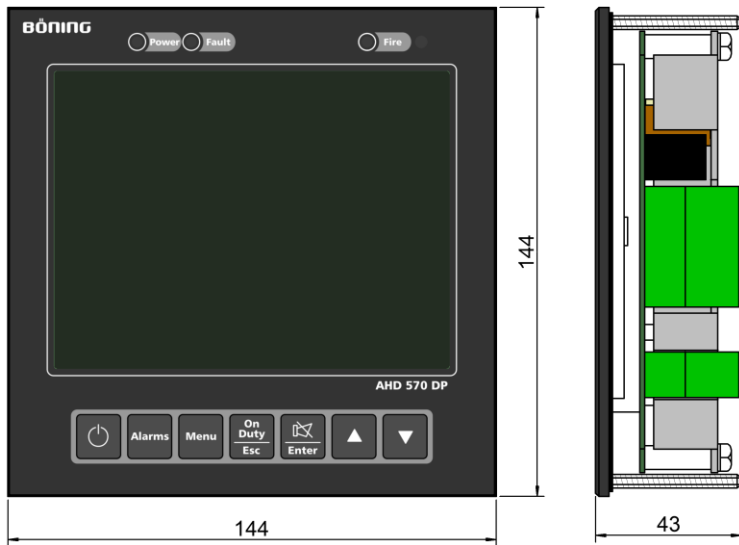 BÖNING
Power Fault Fire
144
AHD 570 DP
Alarms Menu On Duty Esc Enter
144
43